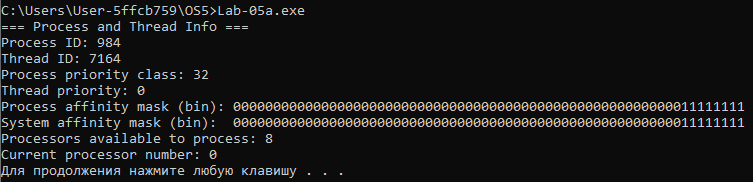 C:\Users\User-5ffcb759\OS5>Lab-05a.exe
=== Process and Thread Info ===
Process ID: 984
Thread ID: 7164
Process priority class: 32
Thread priority: 0
Process affinity mask (bin): 0000000000000000000000000000000000000000000000000000000011111111
System affinity mask (bin):  0000000000000000000000000000000000000000000000000000000011111111
Processors available to process: 8
Current processor number: 0
Для продолжения нажмите любую клавишу . . .